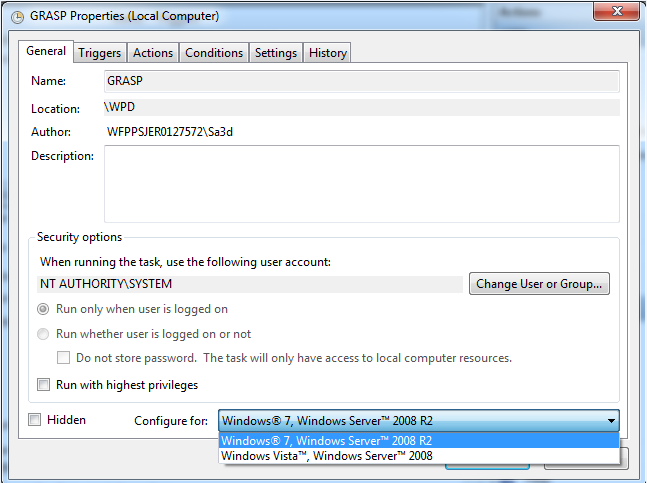 GRASP Properties (Local Computer)
General Triggers Actions Conditions Settings History
Name: GRASP
Location: \WPD
Author: WFPPSJER0127572\Sa3d
Description:
Security options
When running the task, use the following user account:
NT AUTHORITY\SYSTEM Change User or Group...
Run only when user is logged on
Run whether user is logged on or not
Do not store password. The task will only have access to local computer resources.
Run with highest privileges
Hidden Configure for: Windows® 7, Windows Server™ 2008 R2
Windows® 7, Windows Server™ 2008 R2
Windows Vista™, Windows Server™ 2008